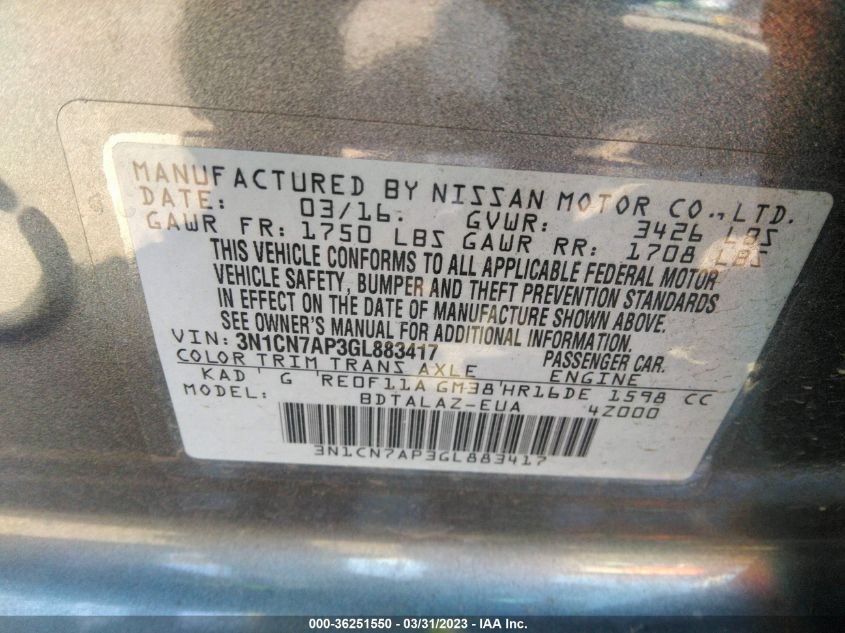 MANUFACTURED BY NISSAN MOTOR CO.,LTD.
DATE: 03/16. GVWR: 3426 LBS
GAWR FR: 1750 LBS GAWR RR: 1708 LBS
THIS VEHICLE CONFORMS TO ALL APPLICABLE FEDERAL MOTOR
VEHICLE SAFETY, BUMPER AND THEFT PREVENTION STANDARDS
IN EFFECT ON THE DATE OF MANUFACTURE SHOWN ABOVE.
SEE OWNER'S MANUAL FOR ADDITIONAL INFORMATION.
VIN: 3N1CN7AP3GL883417 PASSENGER CAR.
COLOR TRIM TRANS AXLE ENGINE
KAD G RE0F11A GM38 HR16DE 1598 CC
MODEL: BDTALAZ-EUA 4Z000
3N1CN7AP3GL883417
000-36251550 - 03/31/2023 - IAA Inc.